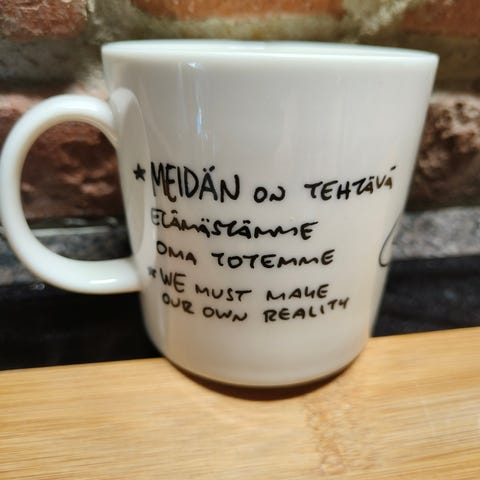 * MEIDÄN ON TEHTÄVÄ
ELÄMÄSTÄMME
OMA TOTEMME
* WE MUST MAKE
OUR OWN REALITY